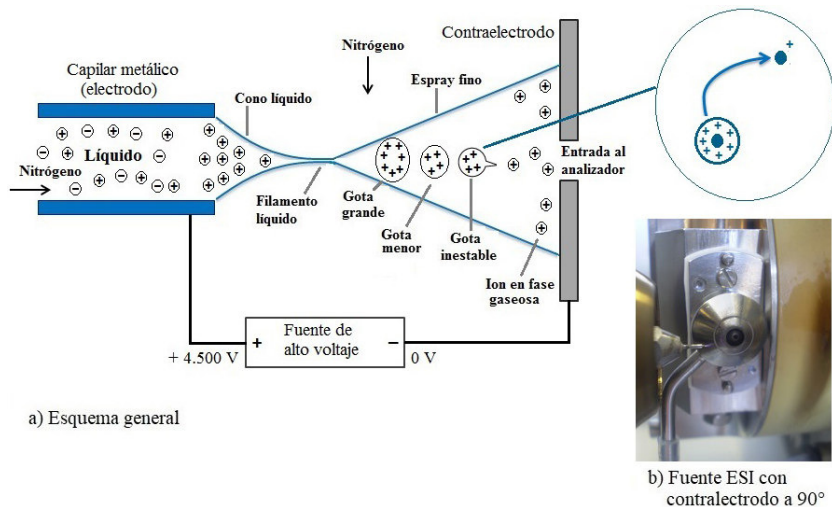 Contraelectrodo
Nitrógeno
Capilar metálico
(electrodo)
Cono líquido
Espray fino
Líquido
Nitrógeno
Entrada al
analizador
Filamento
líquido
Gota
grande
Gota
menor
Gota
inestable
Ion en fase
gaseosa
+ 4.500 V
+
Fuente de
alto voltaje
−
0 V
a) Esquema general
b) Fuente ESI con
contralectrodo a 90°